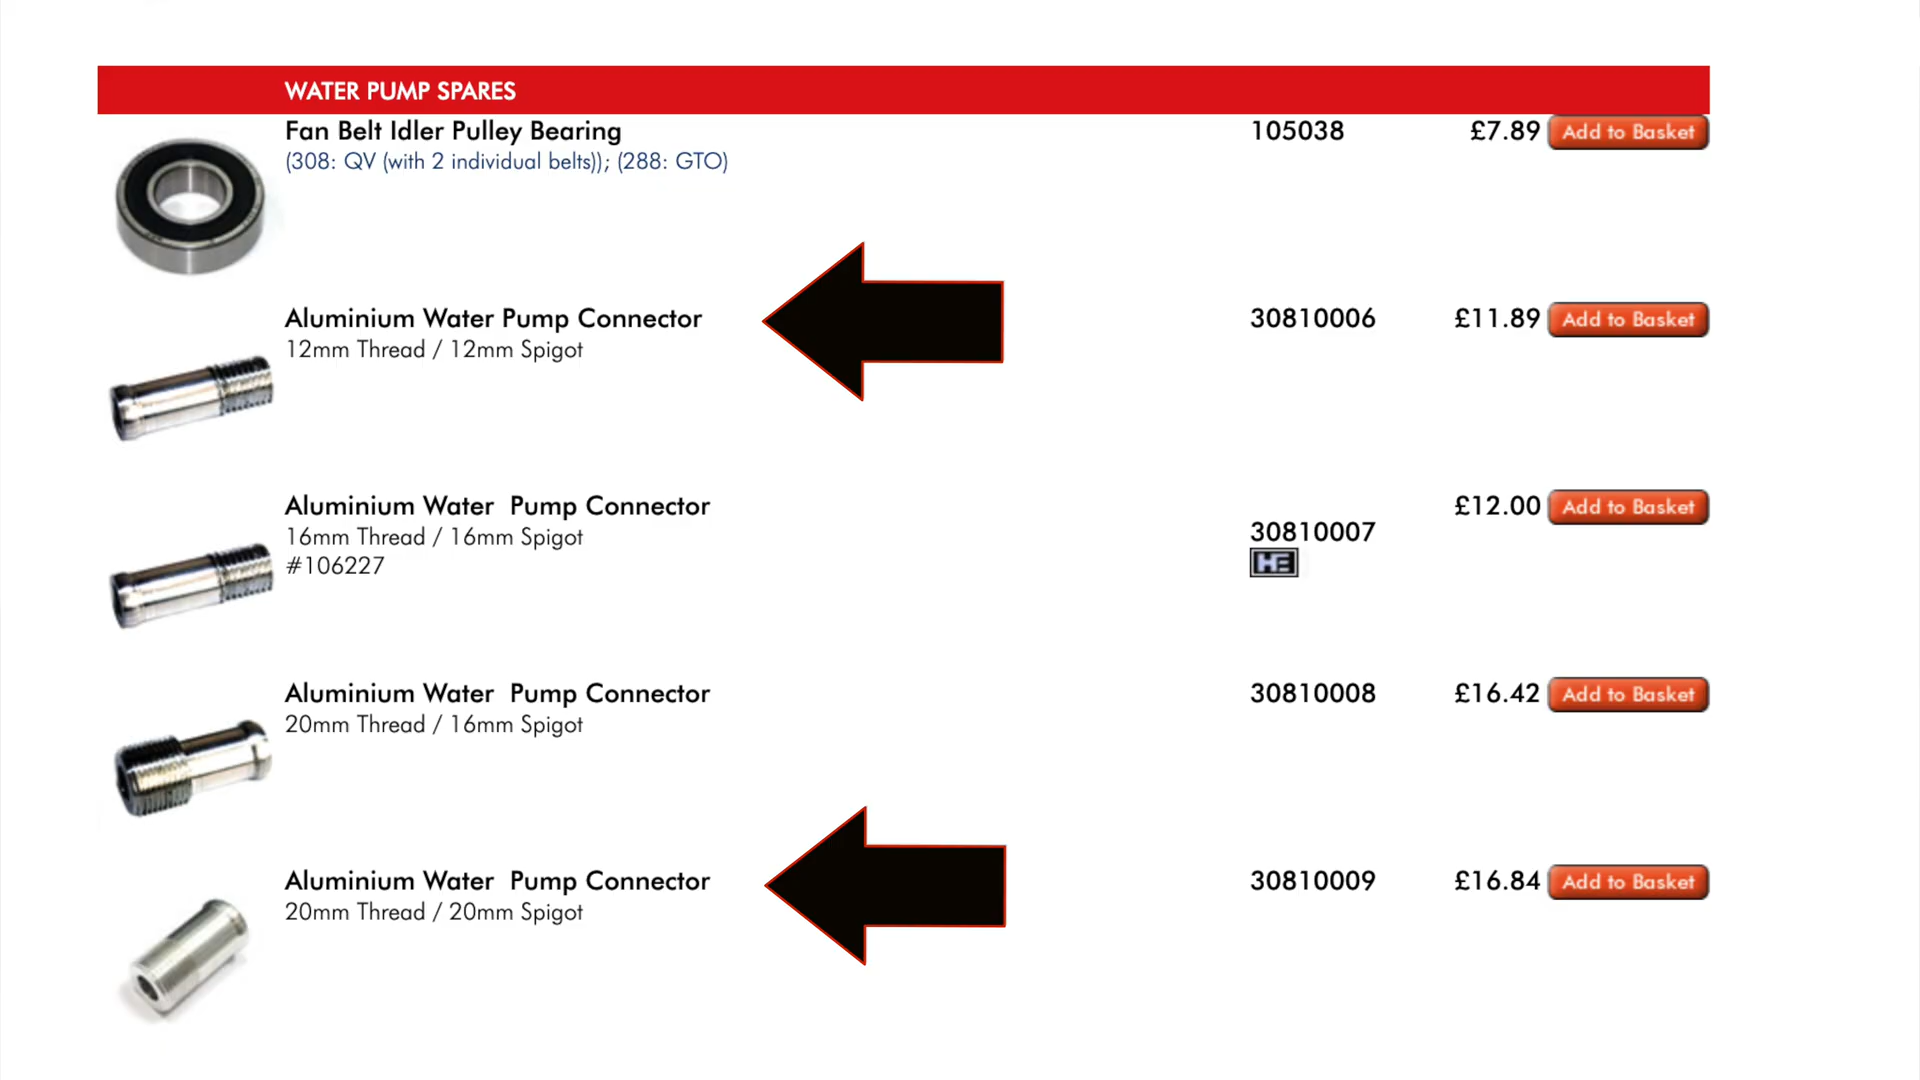 WATER PUMP SPARES
Fan Belt Idler Pulley Bearing 105038 £7.89 Add to Basket
(308: QV (with 2 individual belts)); (288: GTO)
Aluminium Water Pump Connector 30810006 £11.89 Add to Basket
12mm Thread / 12mm Spigot
Aluminium Water Pump Connector £12.00 Add to Basket
16mm Thread / 16mm Spigot 30810007
#106227 HE
Aluminium Water Pump Connector 30810008 £16.42 Add to Basket
20mm Thread / 16mm Spigot
Aluminium Water Pump Connector 30810009 £16.84 Add to Basket
20mm Thread / 20mm Spigot